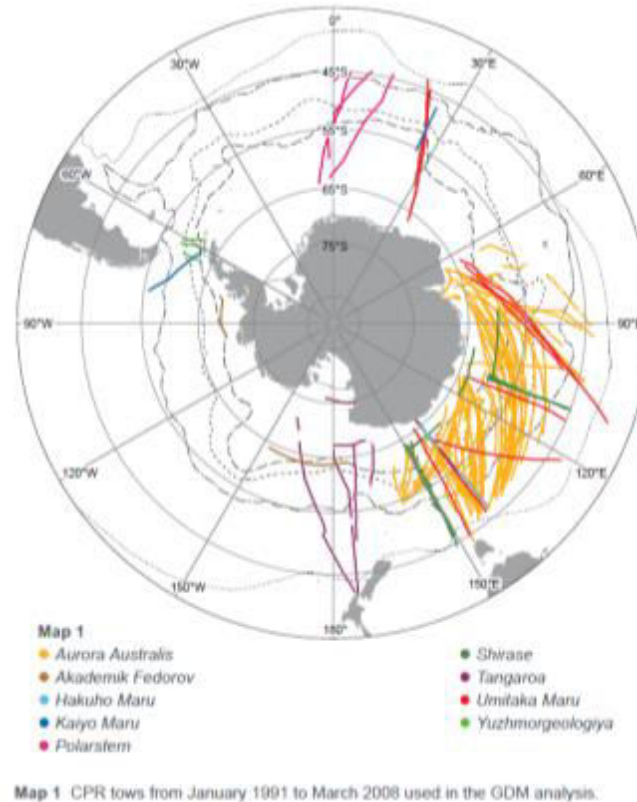 0°
30°W
30°E
45°S
55°S
60°W
60°E
65°S
75°S
90°W
90°E
120°W
120°E
150°W
150°E
180°
Map 1
Aurora Australis
Akademik Fedorov
Hakuho Maru
Kaiyo Maru
Polarstern
Shirase
Tangaroa
Umitaka Maru
Yuzhmorgeologiya
Map 1 CPR tows from January 1991 to March 2008 used in the GDM analysis.